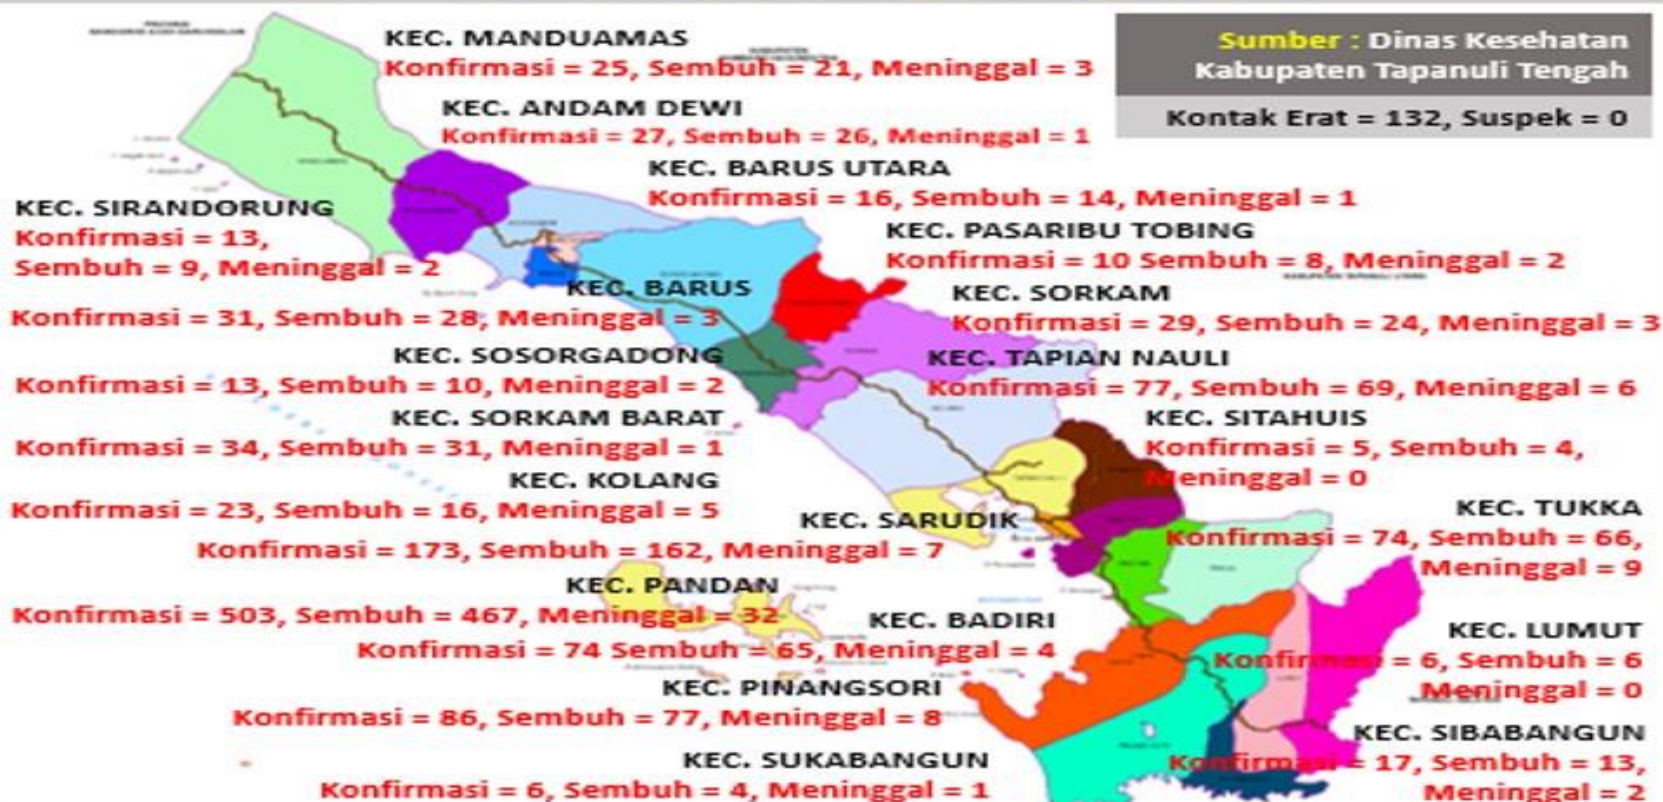 KEC. MANDUAMAS
Konfirmasi = 25, Sembuh = 21, Meninggal = 3
Sumber : Dinas Kesehatan
Kabupaten Tapanuli Tengah
Kontak Erat = 132, Suspek = 0
KEC. ANDAM DEWI
Konfirmasi = 27, Sembuh = 26, Meninggal = 1
KEC. BARUS UTARA
Konfirmasi = 16, Sembuh = 14, Meninggal = 1
KEC. SIRANDORUNG
Konfirmasi = 13,
Sembuh = 9, Meninggal = 2
KEC. PASARIBU TOBING
Konfirmasi = 10 Sembuh = 8, Meninggal = 2
KEC. BARUS
Konfirmasi = 31, Sembuh = 28, Meninggal = 3
KEC. SORKAM
Konfirmasi = 29, Sembuh = 24, Meninggal = 3
KEC. SOSORGADONG
Konfirmasi = 13, Sembuh = 10, Meninggal = 2
KEC. TAPIAN NAULI
Konfirmasi = 77, Sembuh = 69, Meninggal = 6
KEC. SORKAM BARAT
Konfirmasi = 34, Sembuh = 31, Meninggal = 1
KEC. SITAHUIS
Konfirmasi = 5, Sembuh = 4,
Meninggal = 0
KEC. KOLANG
Konfirmasi = 23, Sembuh = 16, Meninggal = 5
KEC. SARUDIK
Konfirmasi = 173, Sembuh = 162, Meninggal = 7
KEC. TUKKA
Konfirmasi = 74, Sembuh = 66,
Meninggal = 9
KEC. PANDAN
Konfirmasi = 503, Sembuh = 467, Meninggal = 32
KEC. BADIRI
Konfirmasi = 74 Sembuh = 65, Meninggal = 4
KEC. LUMUT
Konfirmasi = 6, Sembuh = 6
Meninggal = 0
KEC. PINANGSORI
Konfirmasi = 86, Sembuh = 77, Meninggal = 8
KEC. SIBABANGUN
Konfirmasi = 17, Sembuh = 13,
Meninggal = 2
KEC. SUKABANGUN
Konfirmasi = 6, Sembuh = 4, Meninggal = 1